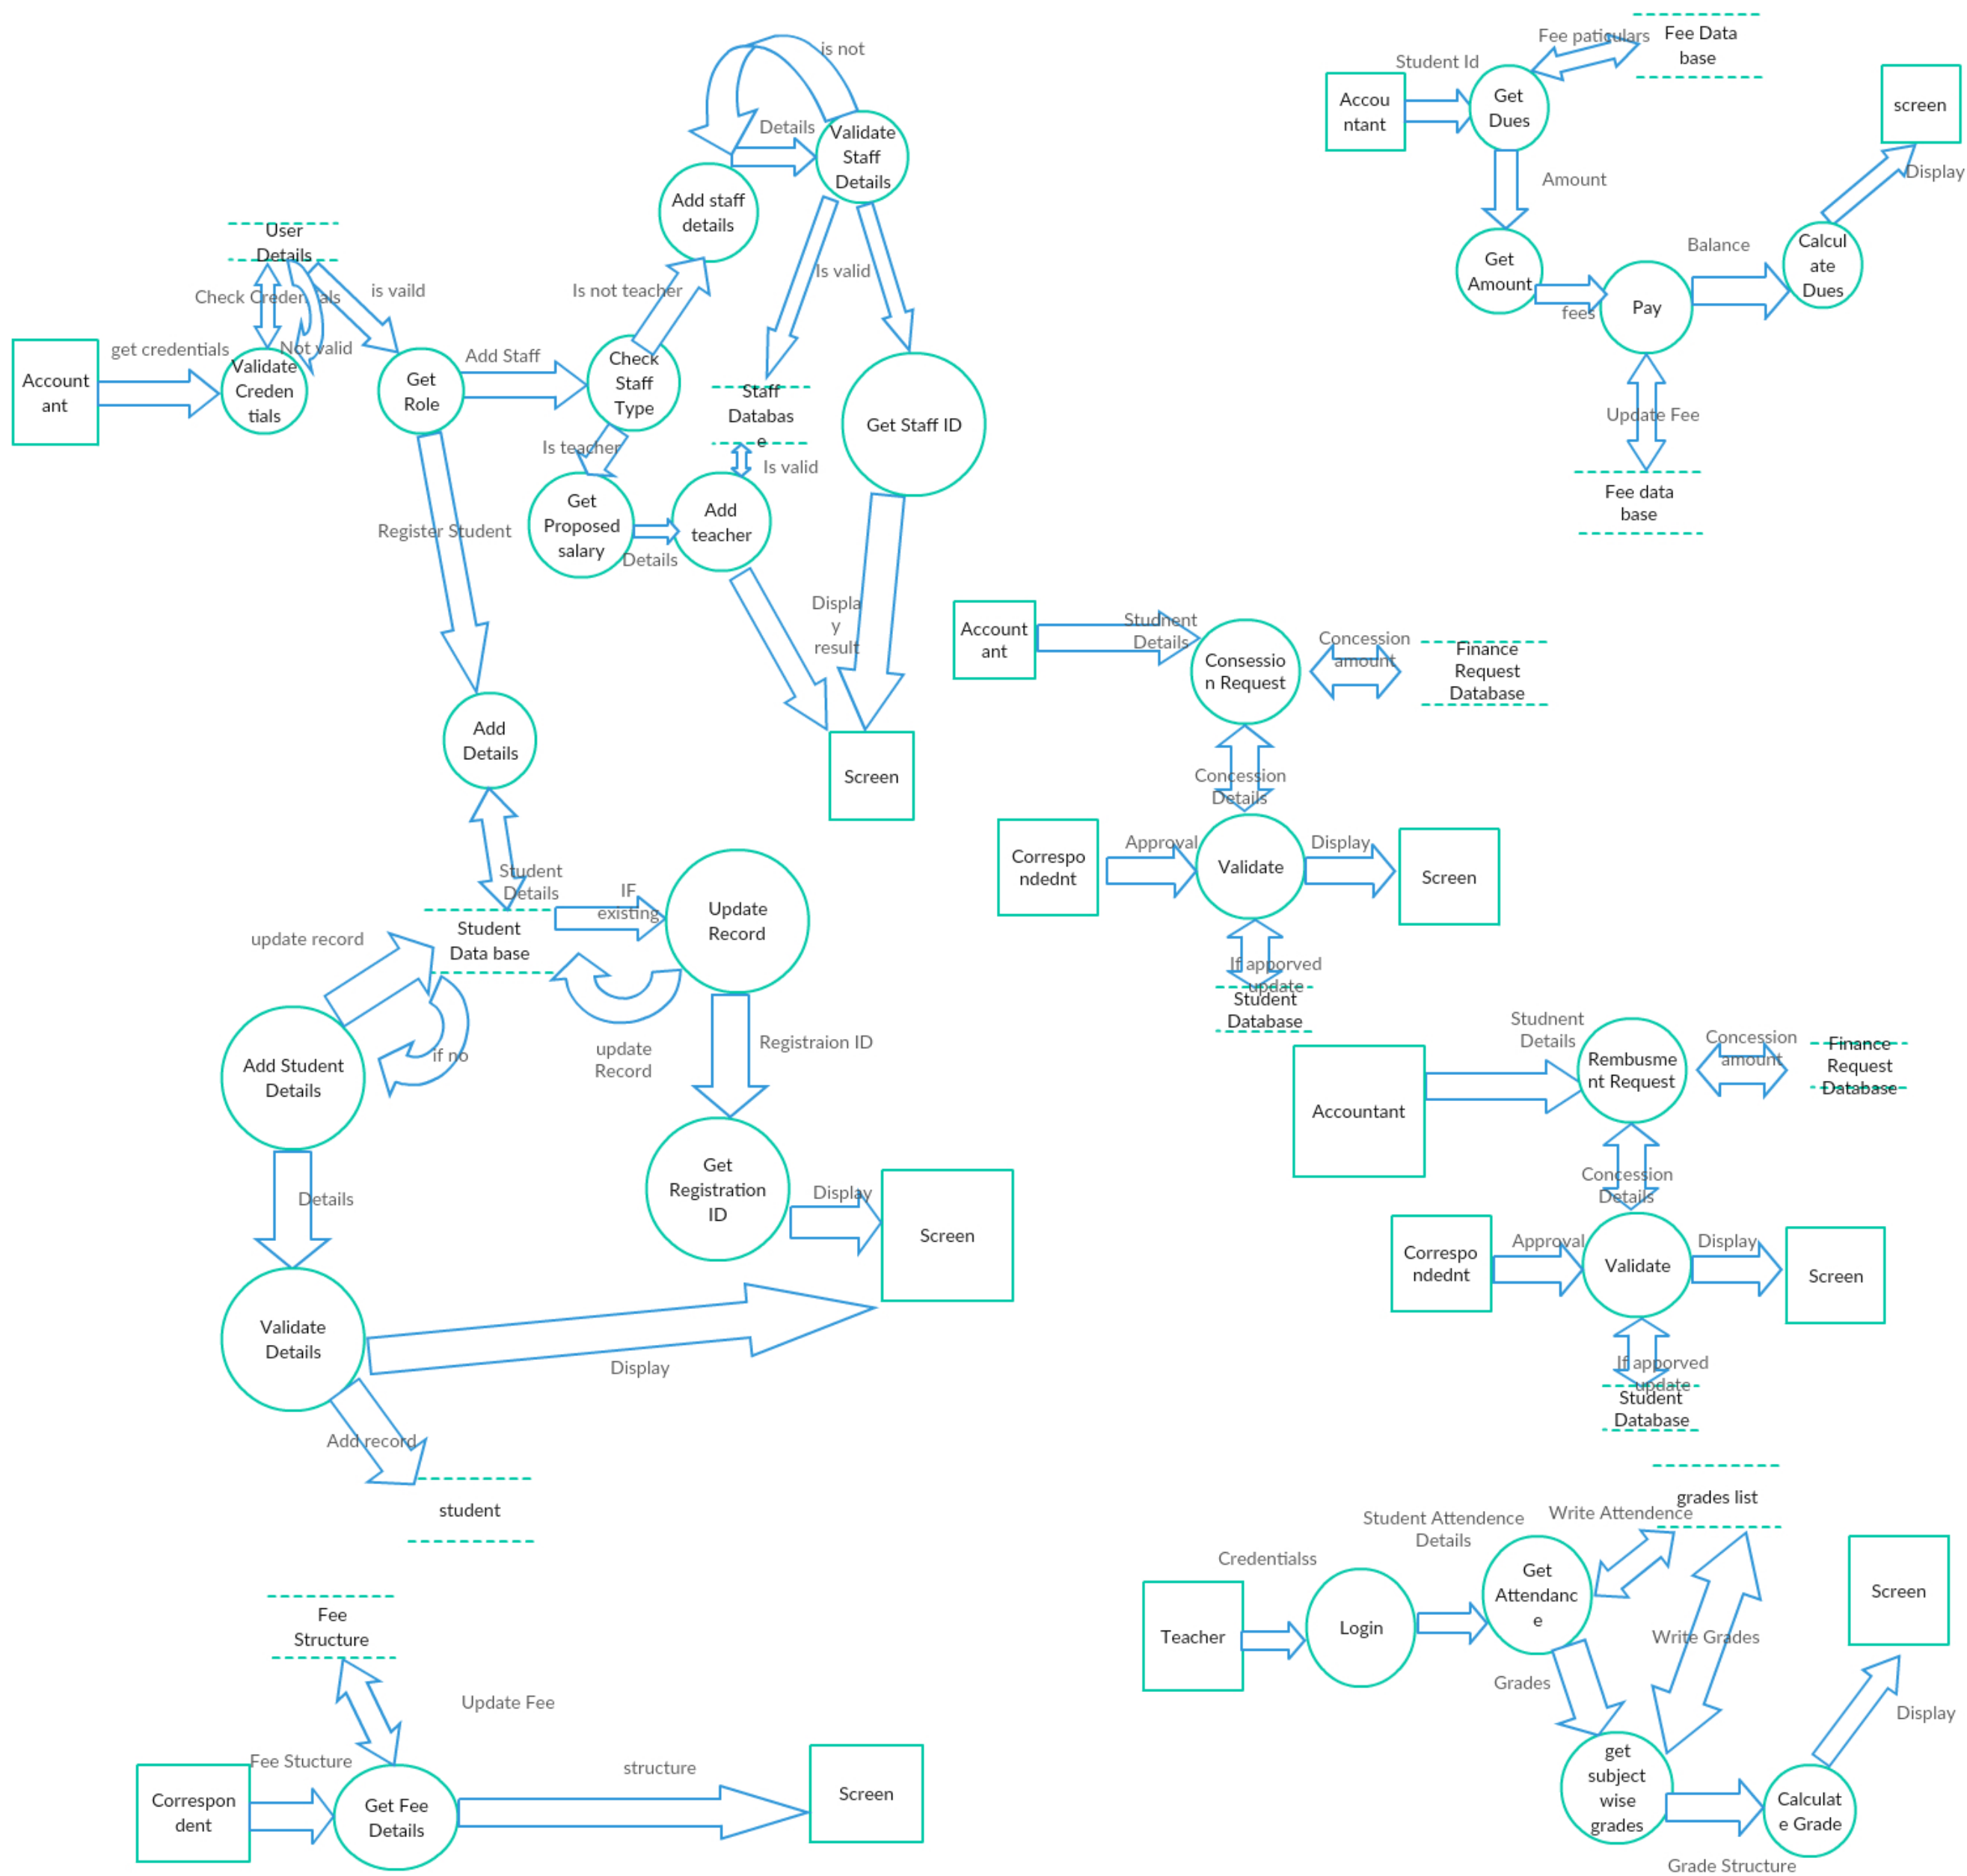 is not
Details
Validate
Staff
Details
Add staff
details
User
Details
Check Credentials
is vaild
Not valid
get credentials
Account
ant
Validate
Creden
tials
Get
Role
Add Staff
Is not teacher
Check
Staff
Type
Is valid
Staff
Databas
e
Is valid
Get Staff ID
Is teacher
Get
Proposed
salary
Details
Add
teacher
Register Student
Displa
y
result
Screen
Add
Details
Student
Details
IF
existing
Update
Record
Student
Data base
update record
if no
update
Record
Registraion ID
Add Student
Details
Details
Get
Registration
ID
Display
Screen
Validate
Details
Display
Add record
student
Fee
Structure
Update Fee
Fee Stucture
Correspon
dent
Get Fee
Details
structure
Screen
Fee paticulars
Fee Data
base
Student Id
Accou
ntant
Get
Dues
screen
Amount
Display
Get
Amount
fees
Pay
Balance
Calcul
ate
Dues
Update Fee
Fee data
base
Account
ant
Studnent
Details
Consessio
n Request
Concession
amount
Finance
Request
Database
Concession
Details
Correspo
ndednt
Approval
Validate
Display
Screen
If apporved
update
Student
Database
Accountant
Studnent
Details
Rembusme
nt Request
Concession
amount
Finance
Request
Database
Concession
Details
Correspo
ndednt
Approval
Validate
Display
Screen
If apporved
update
Student
Database
grades list
Write Attendence
Student Attendence
Details
Credentialss
Teacher
Login
Get
Attendanc
e
Screen
Write Grades
Grades
Display
get
subject
wise
grades
Calculat
e Grade
Grade Structure